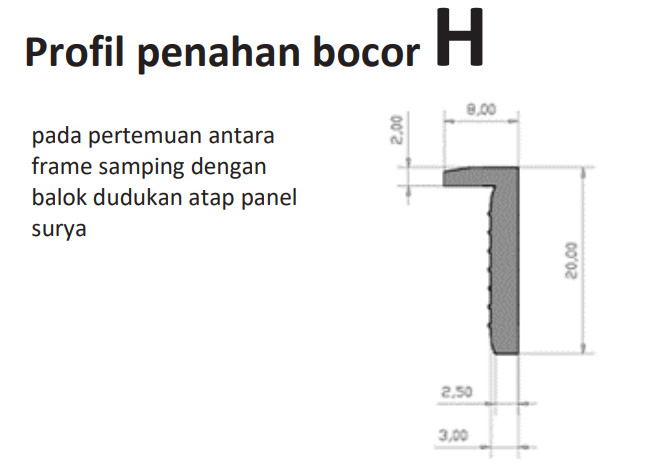 Profil penahan bocor H
pada pertemuan antara
frame samping dengan
balok dudukan atap panel
surya
8,00
2,00
20,00
2,50
3,00